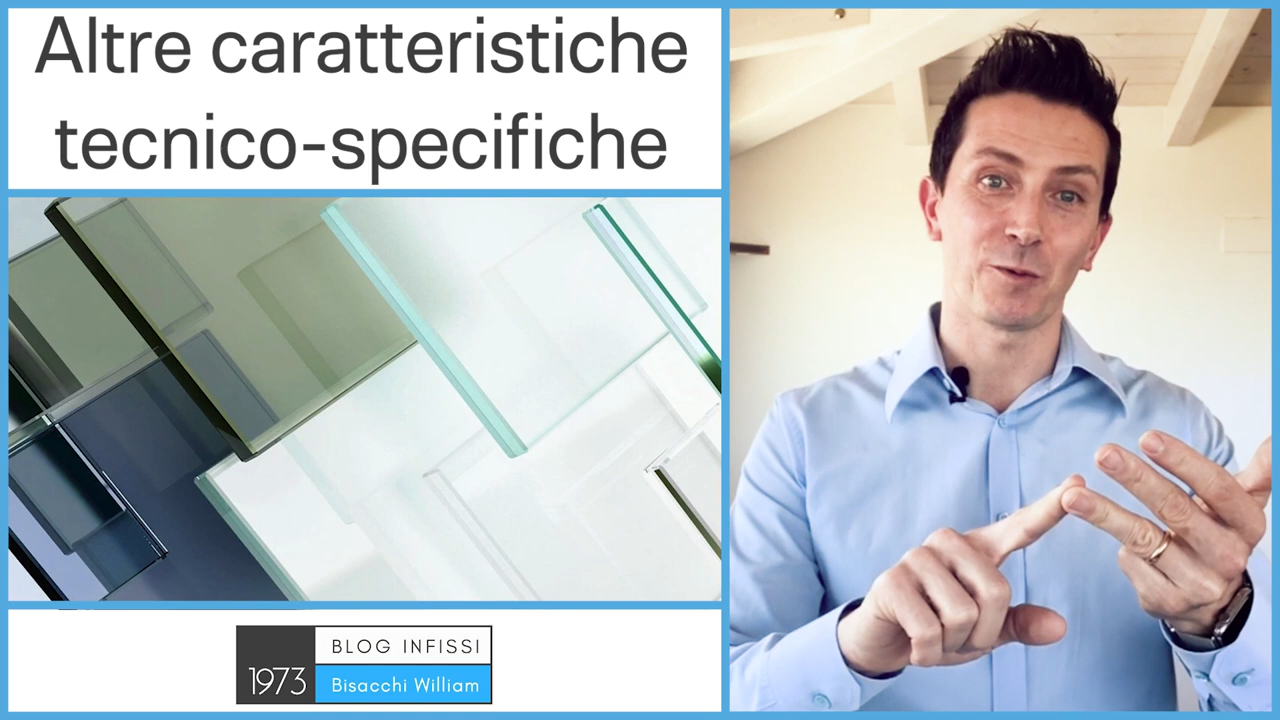 Altre caratteristiche
tecnico-specifiche
1973
BLOG INFISSI
Bisacchi William